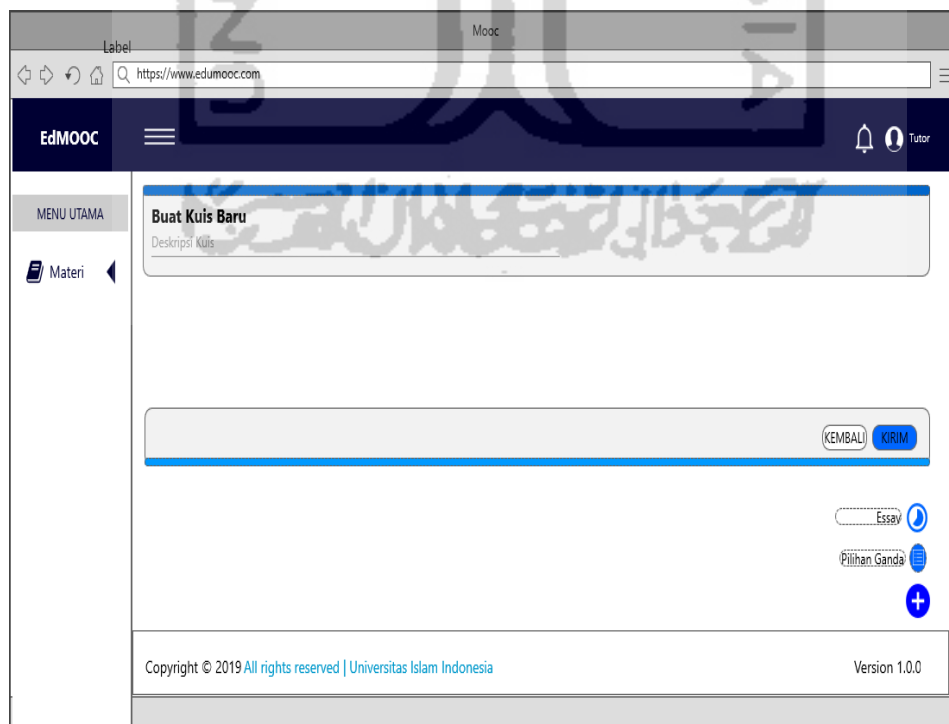 Mooc
Label
https://www.edumooc.com
EdMOOC
Tutor
MENU UTAMA
Materi
Buat Kuis Baru
Deskripsi Kuis
KEMBALI KIRIM
Essay
Pilihan Ganda
Copyright © 2019 All rights reserved | Universitas Islam Indonesia
Version 1.0.0